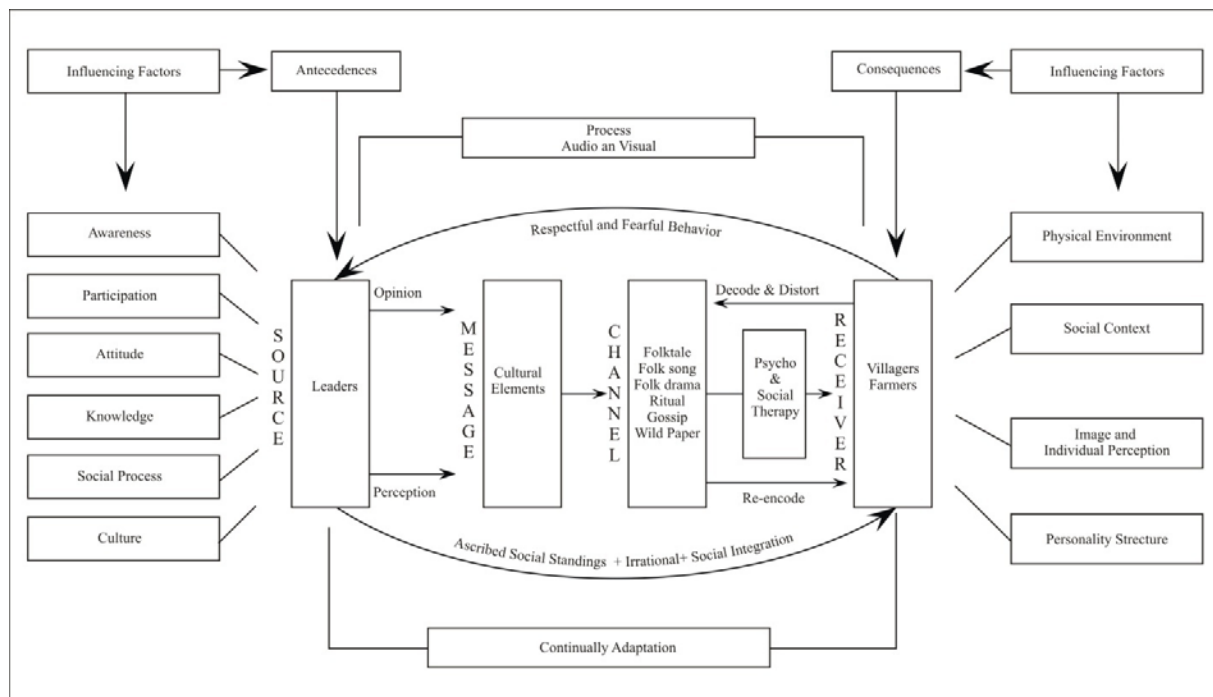 Influencing Factors
Antecedences
Consequences
Influencing Factors
Process
Audio an Visual
Respectful and Fearful Behavior
Awareness
Participation
Attitude
Knowledge
Social Process
Culture
SOURCE
Leaders
Opinion
Perception
MESSAGE
Cultural
Elements
CHANNEL
Folktale
Folk song
Folk drama
Ritual
Gossip
Wild Paper
Decode & Distort
Psycho
&
Social
Therapy
Re-encode
RECEIVER
Villagers
Farmers
Physical Environment
Social Context
Image and
Individual Perception
Personality Strecture
Ascribed Social Standings + Irrational+ Social Integration
Continually Adaptation